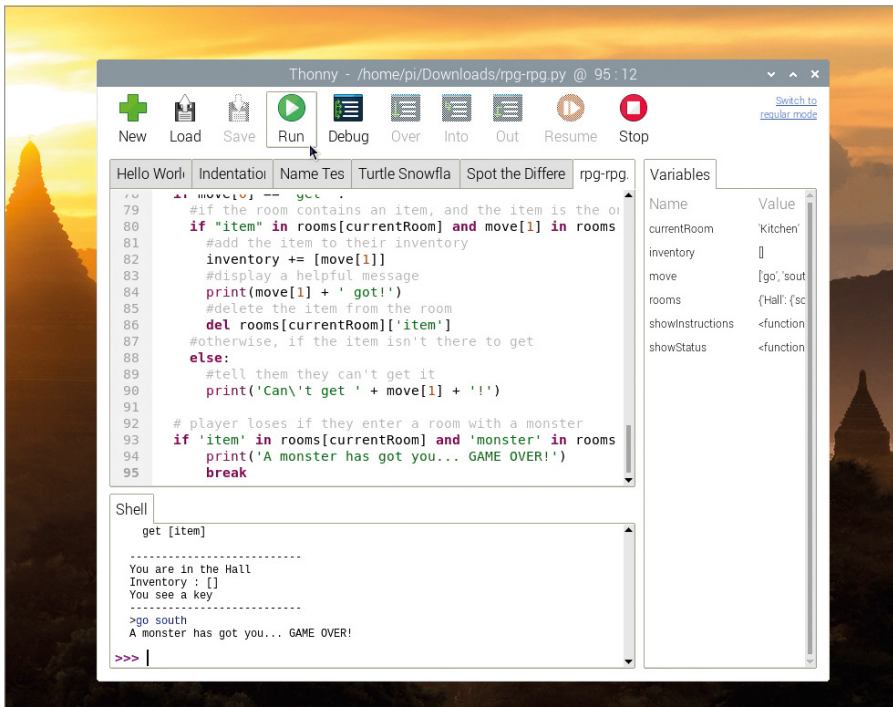 Thonny - /home/pi/Downloads/rpg-rpg.py @ 95 : 12
New Load Save Run Debug Over Into Out Resume Stop
Switch to
regular mode
Hello Worl Indentatio Name Tes Turtle Snowfla Spot the Differe rpg-rpg.
78 if move[0] == 'get' :
79 #if the room contains an item, and the item is the o
80 if "item" in rooms[currentRoom] and move[1] in rooms
81 #add the item to their inventory
82 inventory += [move[1]]
83 #display a helpful message
84 print(move[1] + ' got!')
85 #delete the item from the room
86 del rooms[currentRoom]['item']
87 #otherwise, if the item isn't there to get
88 else:
89 #tell them they can't get it
90 print('Can\'t get ' + move[1] + '!')
91
92 # player loses if they enter a room with a monster
93 if 'item' in rooms[currentRoom] and 'monster' in rooms
94 print('A monster has got you... GAME OVER!')
95 break
Variables
Name Value
currentRoom 'Kitchen'
inventory []
move ['go', 'sout
rooms {'Hall': {'sc
showInstructions <function
showStatus <function
Shell
get [item]
---------------------------
You are in the Hall
Inventory : []
You see a key
---------------------------
>go south
A monster has got you... GAME OVER!
>>>